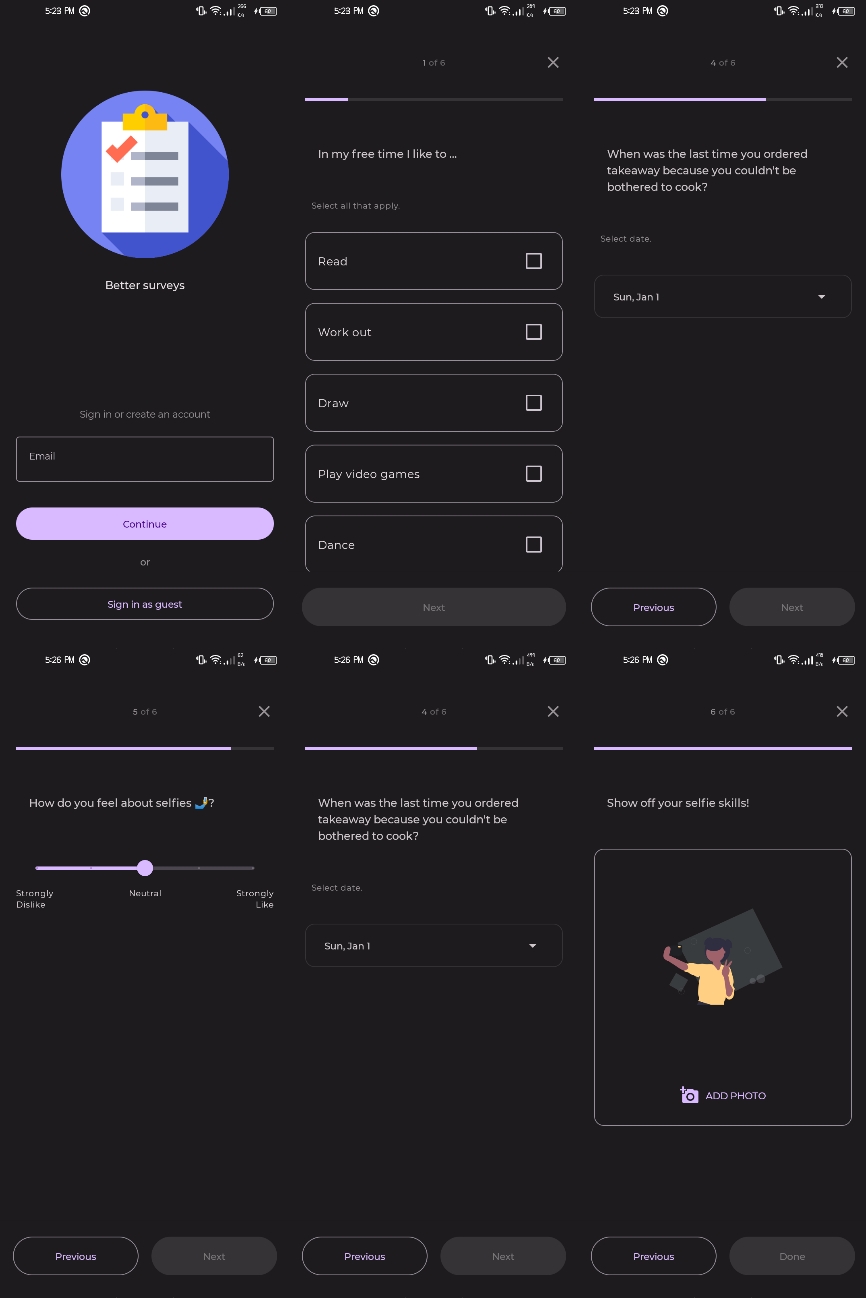 5:23 PM
Better surveys
Sign in or create an account
Email
Continue
or
Sign in as guest
5:23 PM
1 of 6
In my free time I like to ...
Select all that apply.
Read
Work out
Draw
Play video games
Dance
Next
5:23 PM
4 of 6
When was the last time you ordered
takeaway because you couldn't be
bothered to cook?
Select date.
Sun, Jan 1
Previous
Next
5:26 PM
5 of 6
How do you feel about selfies 🤳?
Strongly
Dislike
Neutral
Strongly
Like
Previous
Next
5:26 PM
4 of 6
When was the last time you ordered
takeaway because you couldn't be
bothered to cook?
Select date.
Sun, Jan 1
Previous
Next
5:26 PM
6 of 6
Show off your selfie skills!
ADD PHOTO
Previous
Done